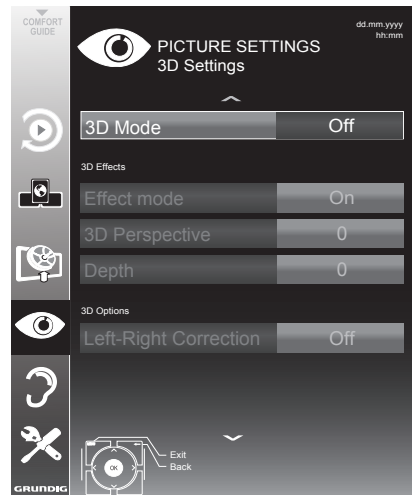 COMFORT
GUIDE
dd.mm.yyyy
hh:mm
PICTURE SETTINGS
3D Settings
3D Mode Off
3D Effects
Effect mode On
3D Perspective 0
Depth 0
3D Options
Left-Right Correction Off
Exit
Back
OK
GRUNDIG